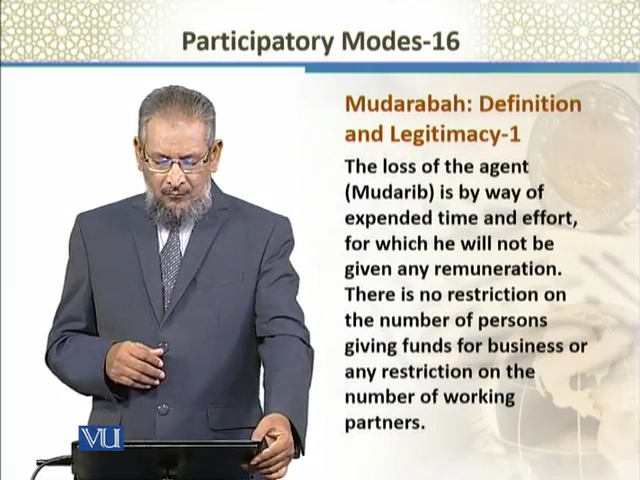 Participatory Modes-16
Mudarabah: Definition
and Legitimacy-1
The loss of the agent
(Mudarib) is by way of
expended time and effort,
for which he will not be
given any remuneration.
There is no restriction on
the number of persons
giving funds for business or
any restriction on the
number of working
partners.
VU